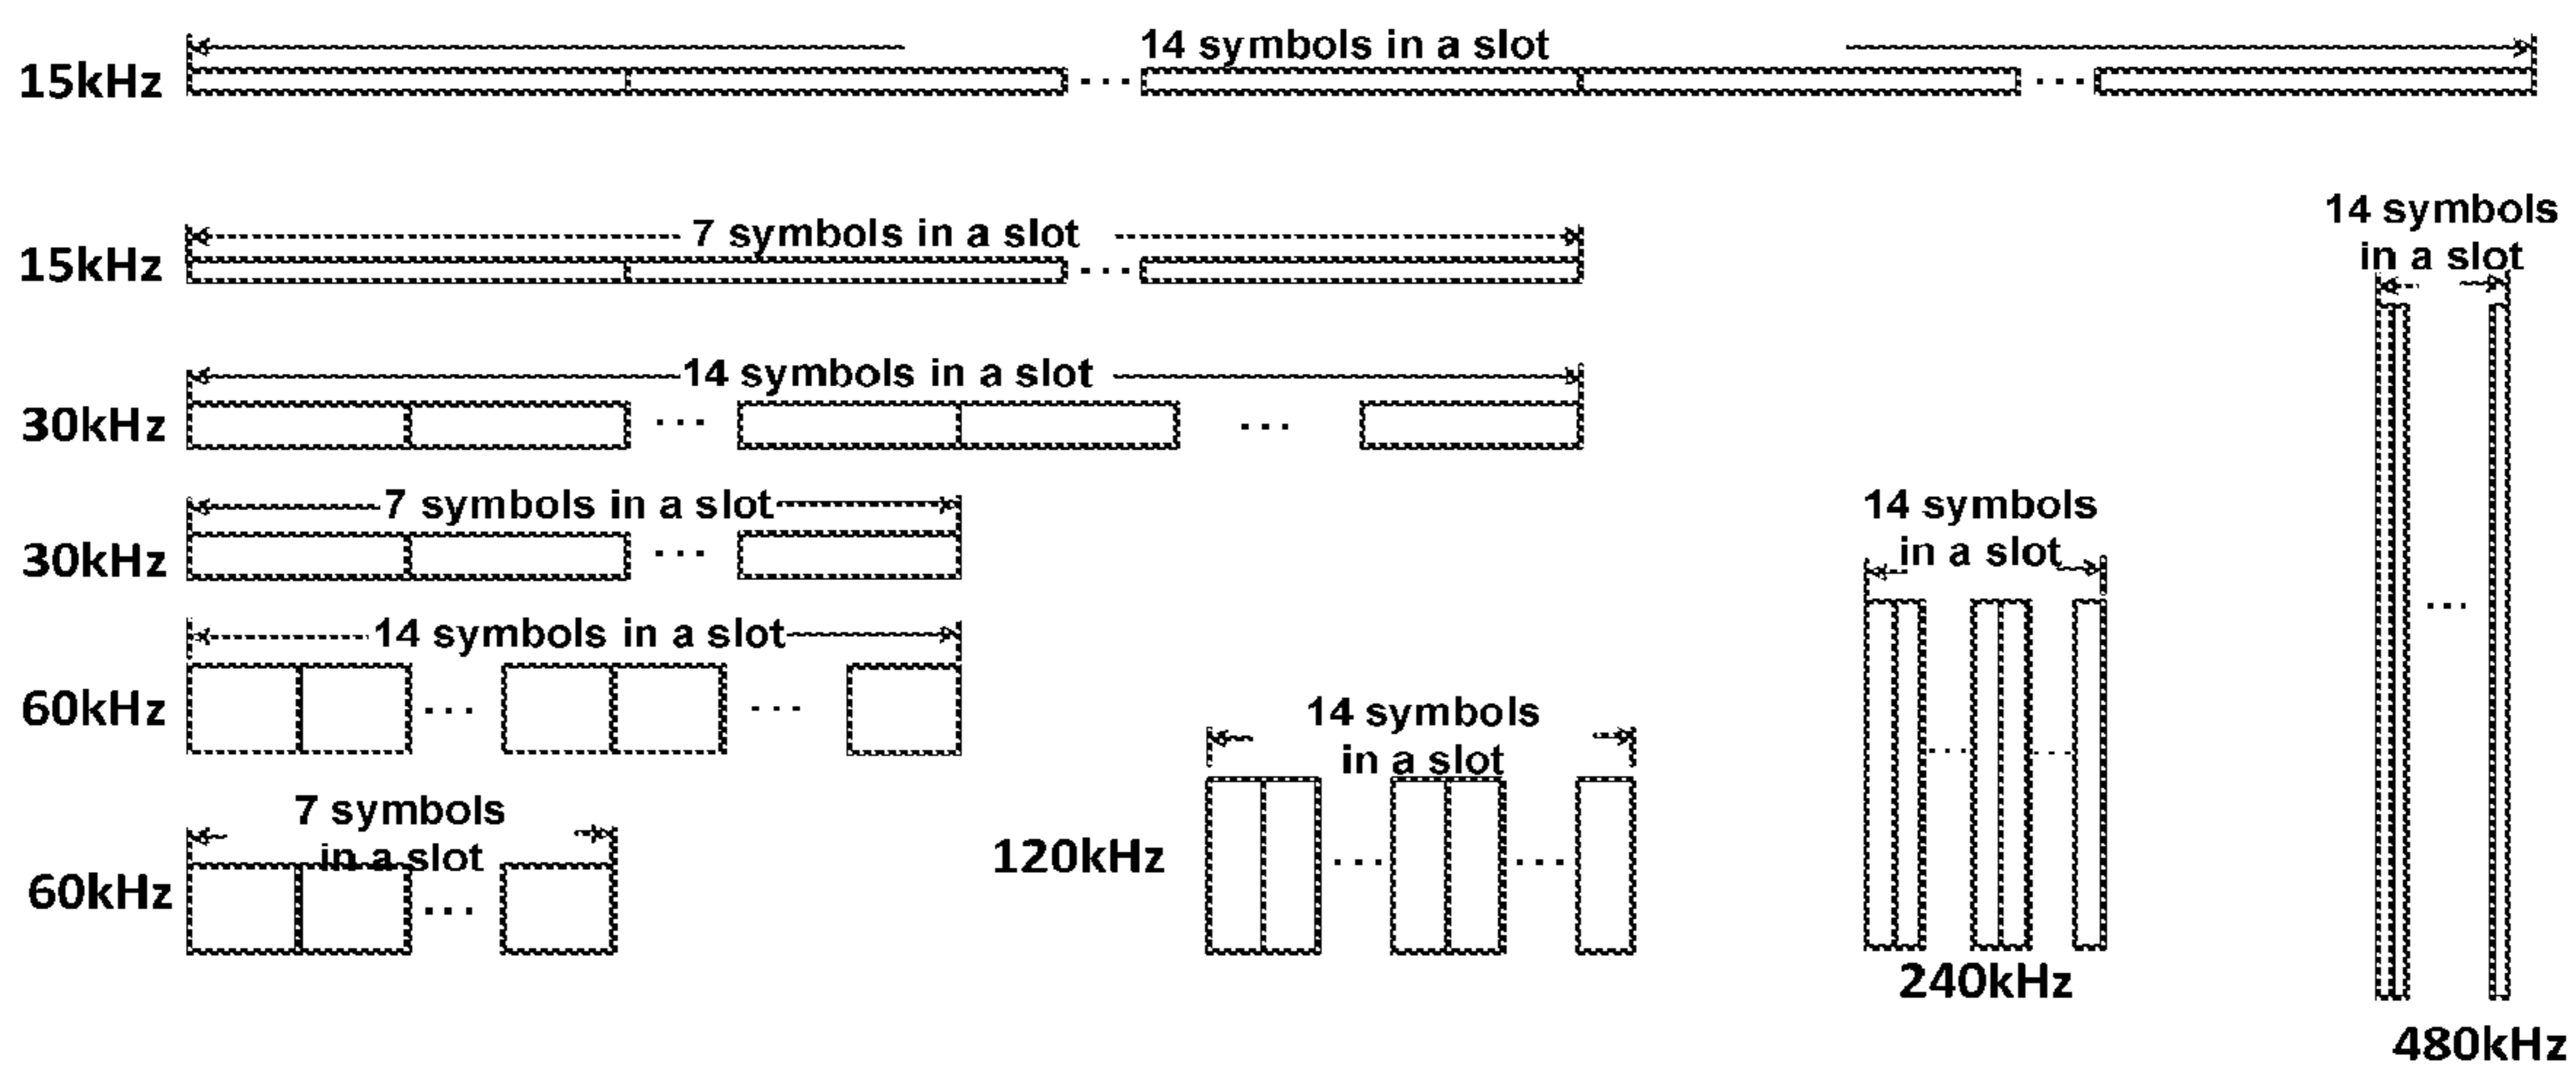 14 symbols in a slot
15kHz
7 symbols in a slot
15kHz
14 symbols
in a slot
14 symbols in a slot
30kHz
7 symbols in a slot
30kHz
14 symbols
in a slot
14 symbols in a slot
60kHz
14 symbols
in a slot
7 symbols
in a slot
60kHz
120kHz
240kHz
480kHz